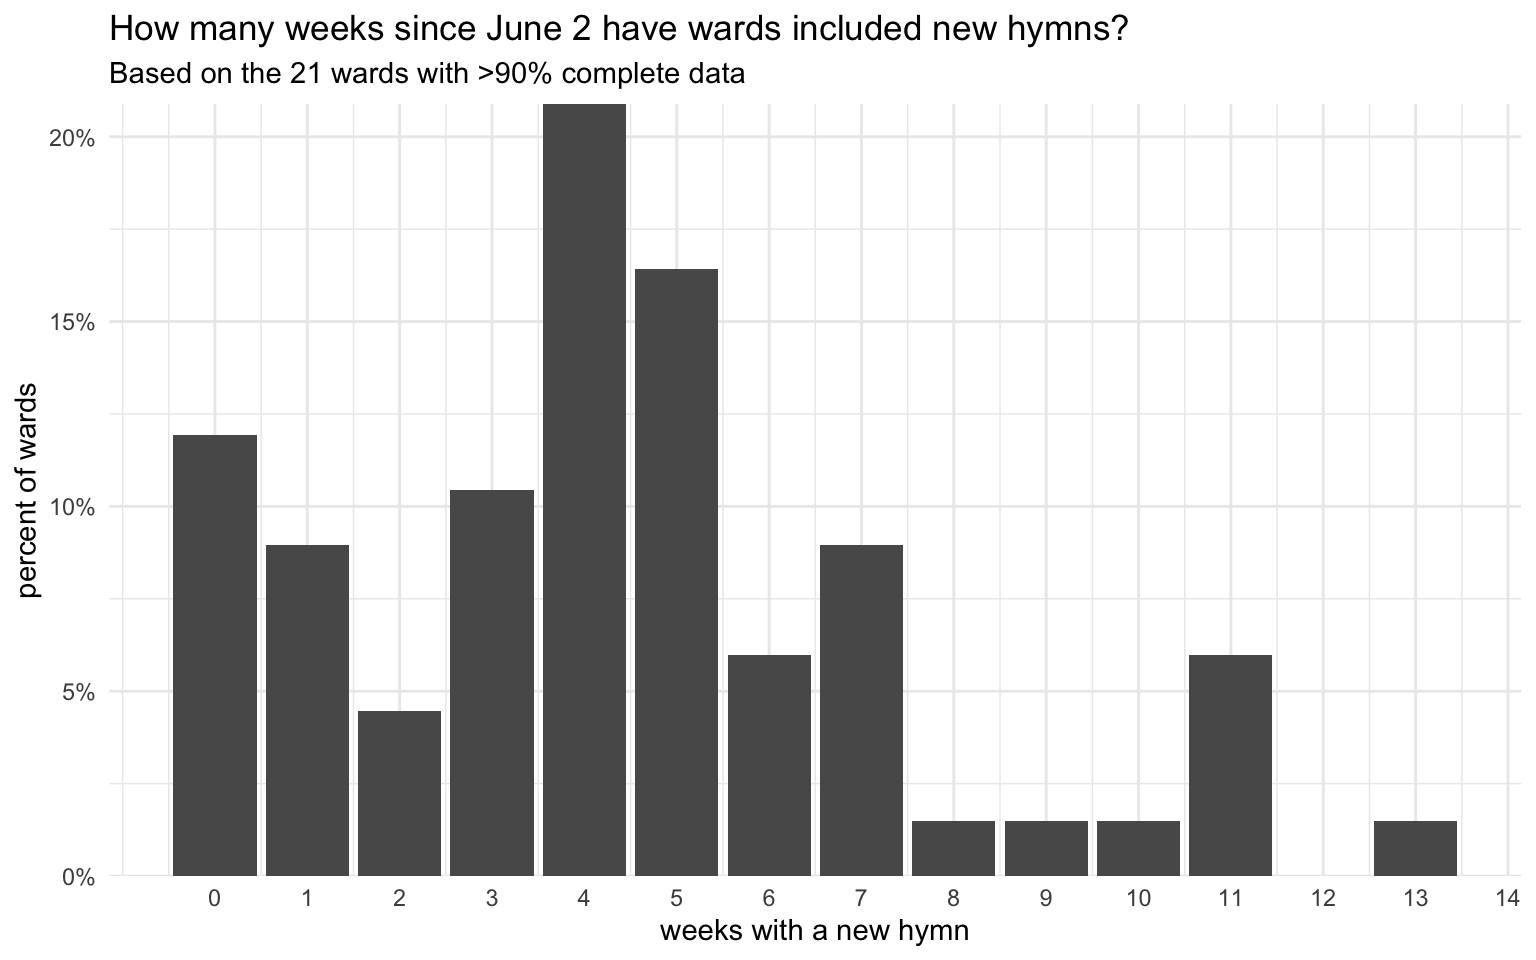 How many weeks since June 2 have wards included new hymns?
Based on the 21 wards with >90% complete data
percent of wards
20%
15%
10%
5%
0%
0 1 2 3 4 5 6 7 8 9 10 11 12 13 14
weeks with a new hymn